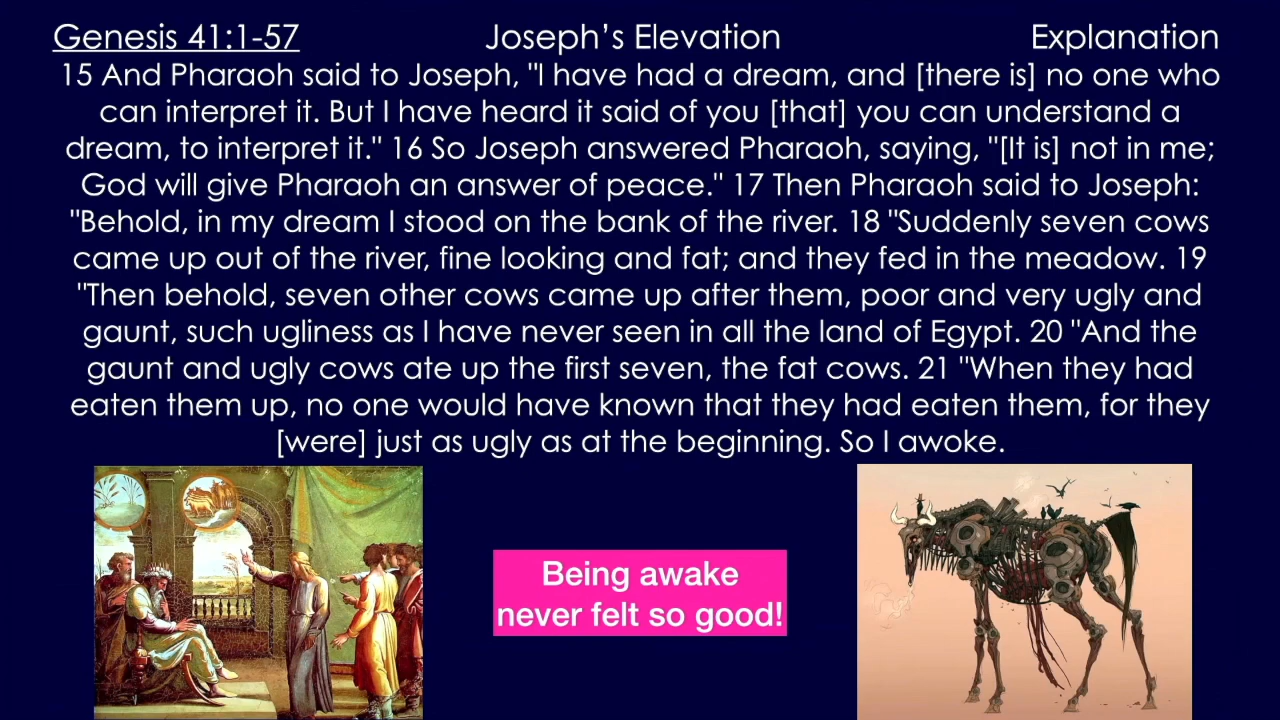 Genesis 41:1-57 Joseph’s Elevation Explanation
15 And Pharaoh said to Joseph, "I have had a dream, and [there is] no one who
can interpret it. But I have heard it said of you [that] you can understand a
dream, to interpret it." 16 So Joseph answered Pharaoh, saying, "[It is] not in me;
God will give Pharaoh an answer of peace." 17 Then Pharaoh said to Joseph:
"Behold, in my dream I stood on the bank of the river. 18 "Suddenly seven cows
came up out of the river, fine looking and fat; and they fed in the meadow. 19
"Then behold, seven other cows came up after them, poor and very ugly and
gaunt, such ugliness as I have never seen in all the land of Egypt. 20 "And the
gaunt and ugly cows ate up the first seven, the fat cows. 21 "When they had
eaten them up, no one would have known that they had eaten them, for they
[were] just as ugly as at the beginning. So I awoke.
Being awake
never felt so good!